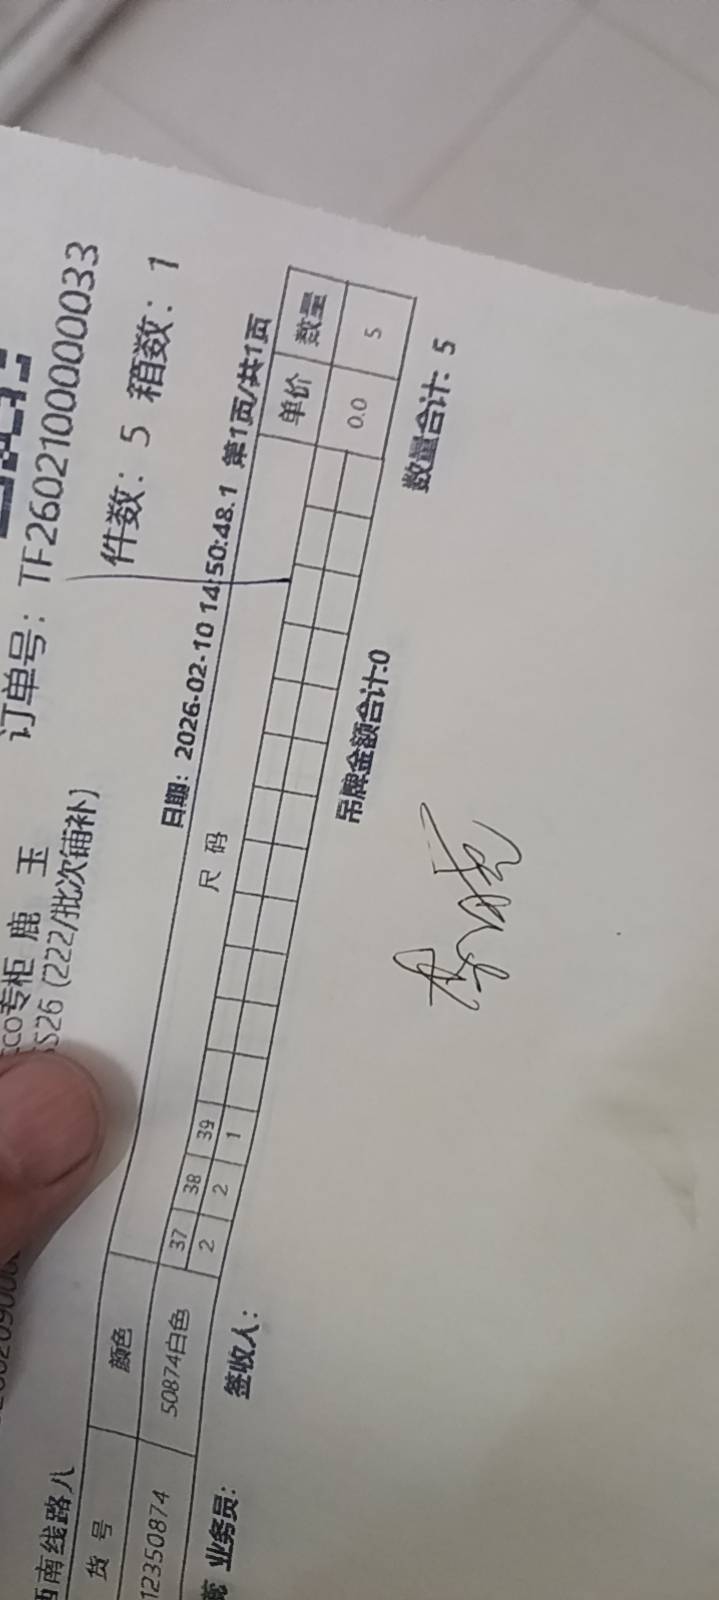 订单号：TF260210000033
CO专柜 鹿 玉
S26 (222/批次铺补)
件数：5 箱数：1
西南线路八
日期：2026-02-10 14:50:48.1 第1页/共1页
货号 颜色 尺码 单价 数量
37 38 39
12350874 50874白色 2 2 1 0.0 5
业务员： 签收人： 吊牌金额合计:0 数量合计：5